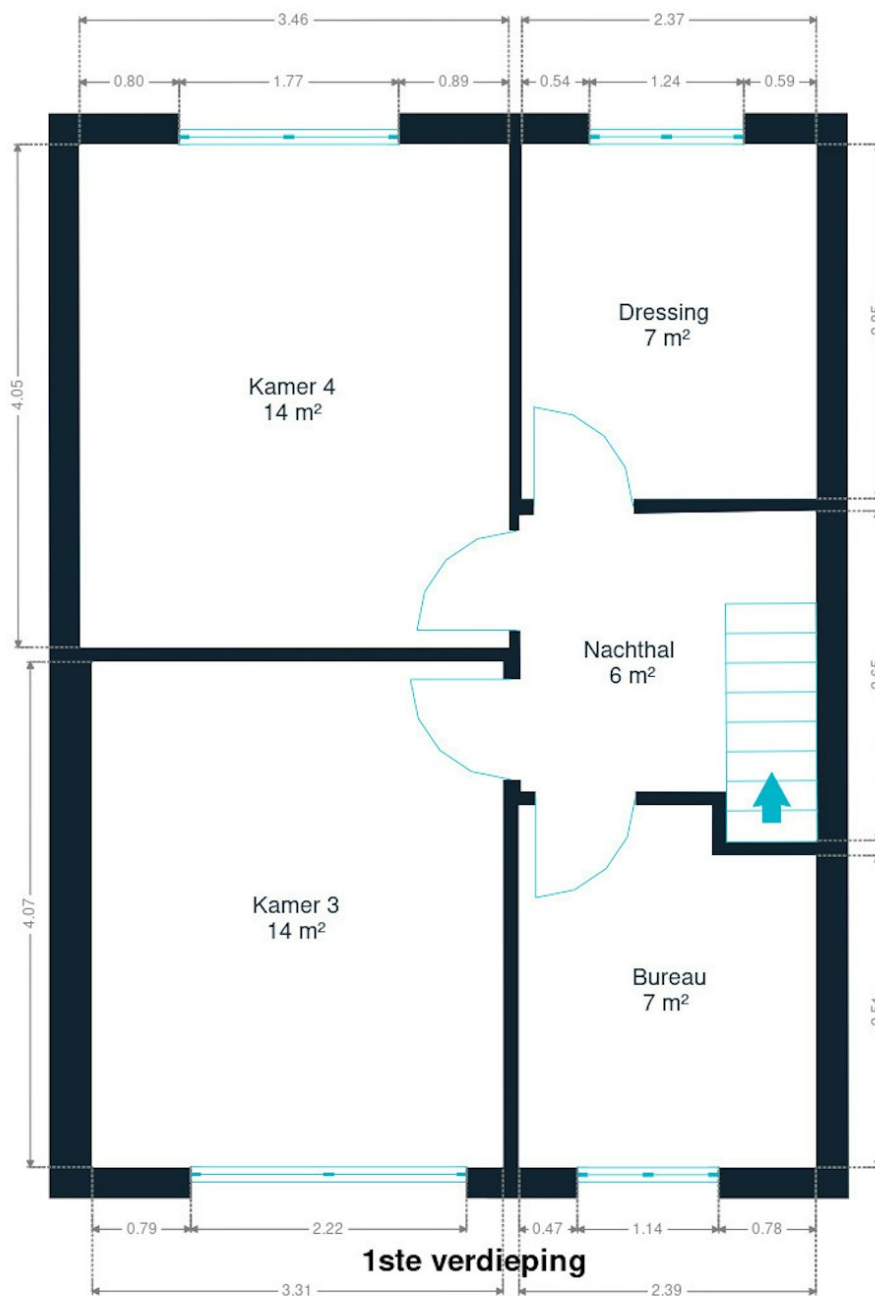 3.46
2.37
0.80
1.77
0.89
0.54
1.24
0.59
Dressing
7 m²
4.05
Kamer 4
14 m²
Nachthal
6 m²
4.07
Kamer 3
14 m²
Bureau
7 m²
0.79
2.22
0.47
1.14
0.78
1ste verdieping
3.31
2.39